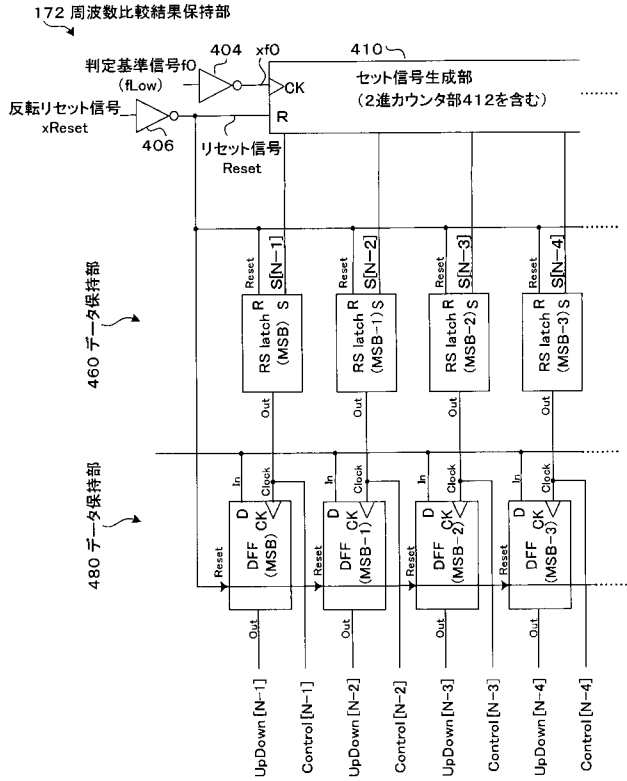 172 周波数比較結果保持部
404
xf0
410
判定基準信号f0
(fLow)
CK
セット信号生成部
(2進カウンタ部412を含む)
反転リセット信号
xReset
406
R
リセット信号
Reset
460 データ保持部
Reset
S[N-1]
Reset
S[N-2]
Reset
S[N-3]
Reset
S[N-4]
R S
RS latch
(MSB)
R S
RS latch
(MSB-1)
R S
RS latch
(MSB-2)
R S
RS latch
(MSB-3)
Out
Out
Out
Out
480 データ保持部
In
Clock
In
Clock
In
Clock
In
Clock
D CK
DFF
(MSB)
D CK
DFF
(MSB-1)
D CK
DFF
(MSB-2)
D CK
DFF
(MSB-3)
Reset
Reset
Reset
Reset
Out
Out
Out
Out
UpDown[N-1]
Control[N-1]
UpDown[N-2]
Control[N-2]
UpDown[N-3]
Control[N-3]
UpDown[N-4]
Control[N-4]